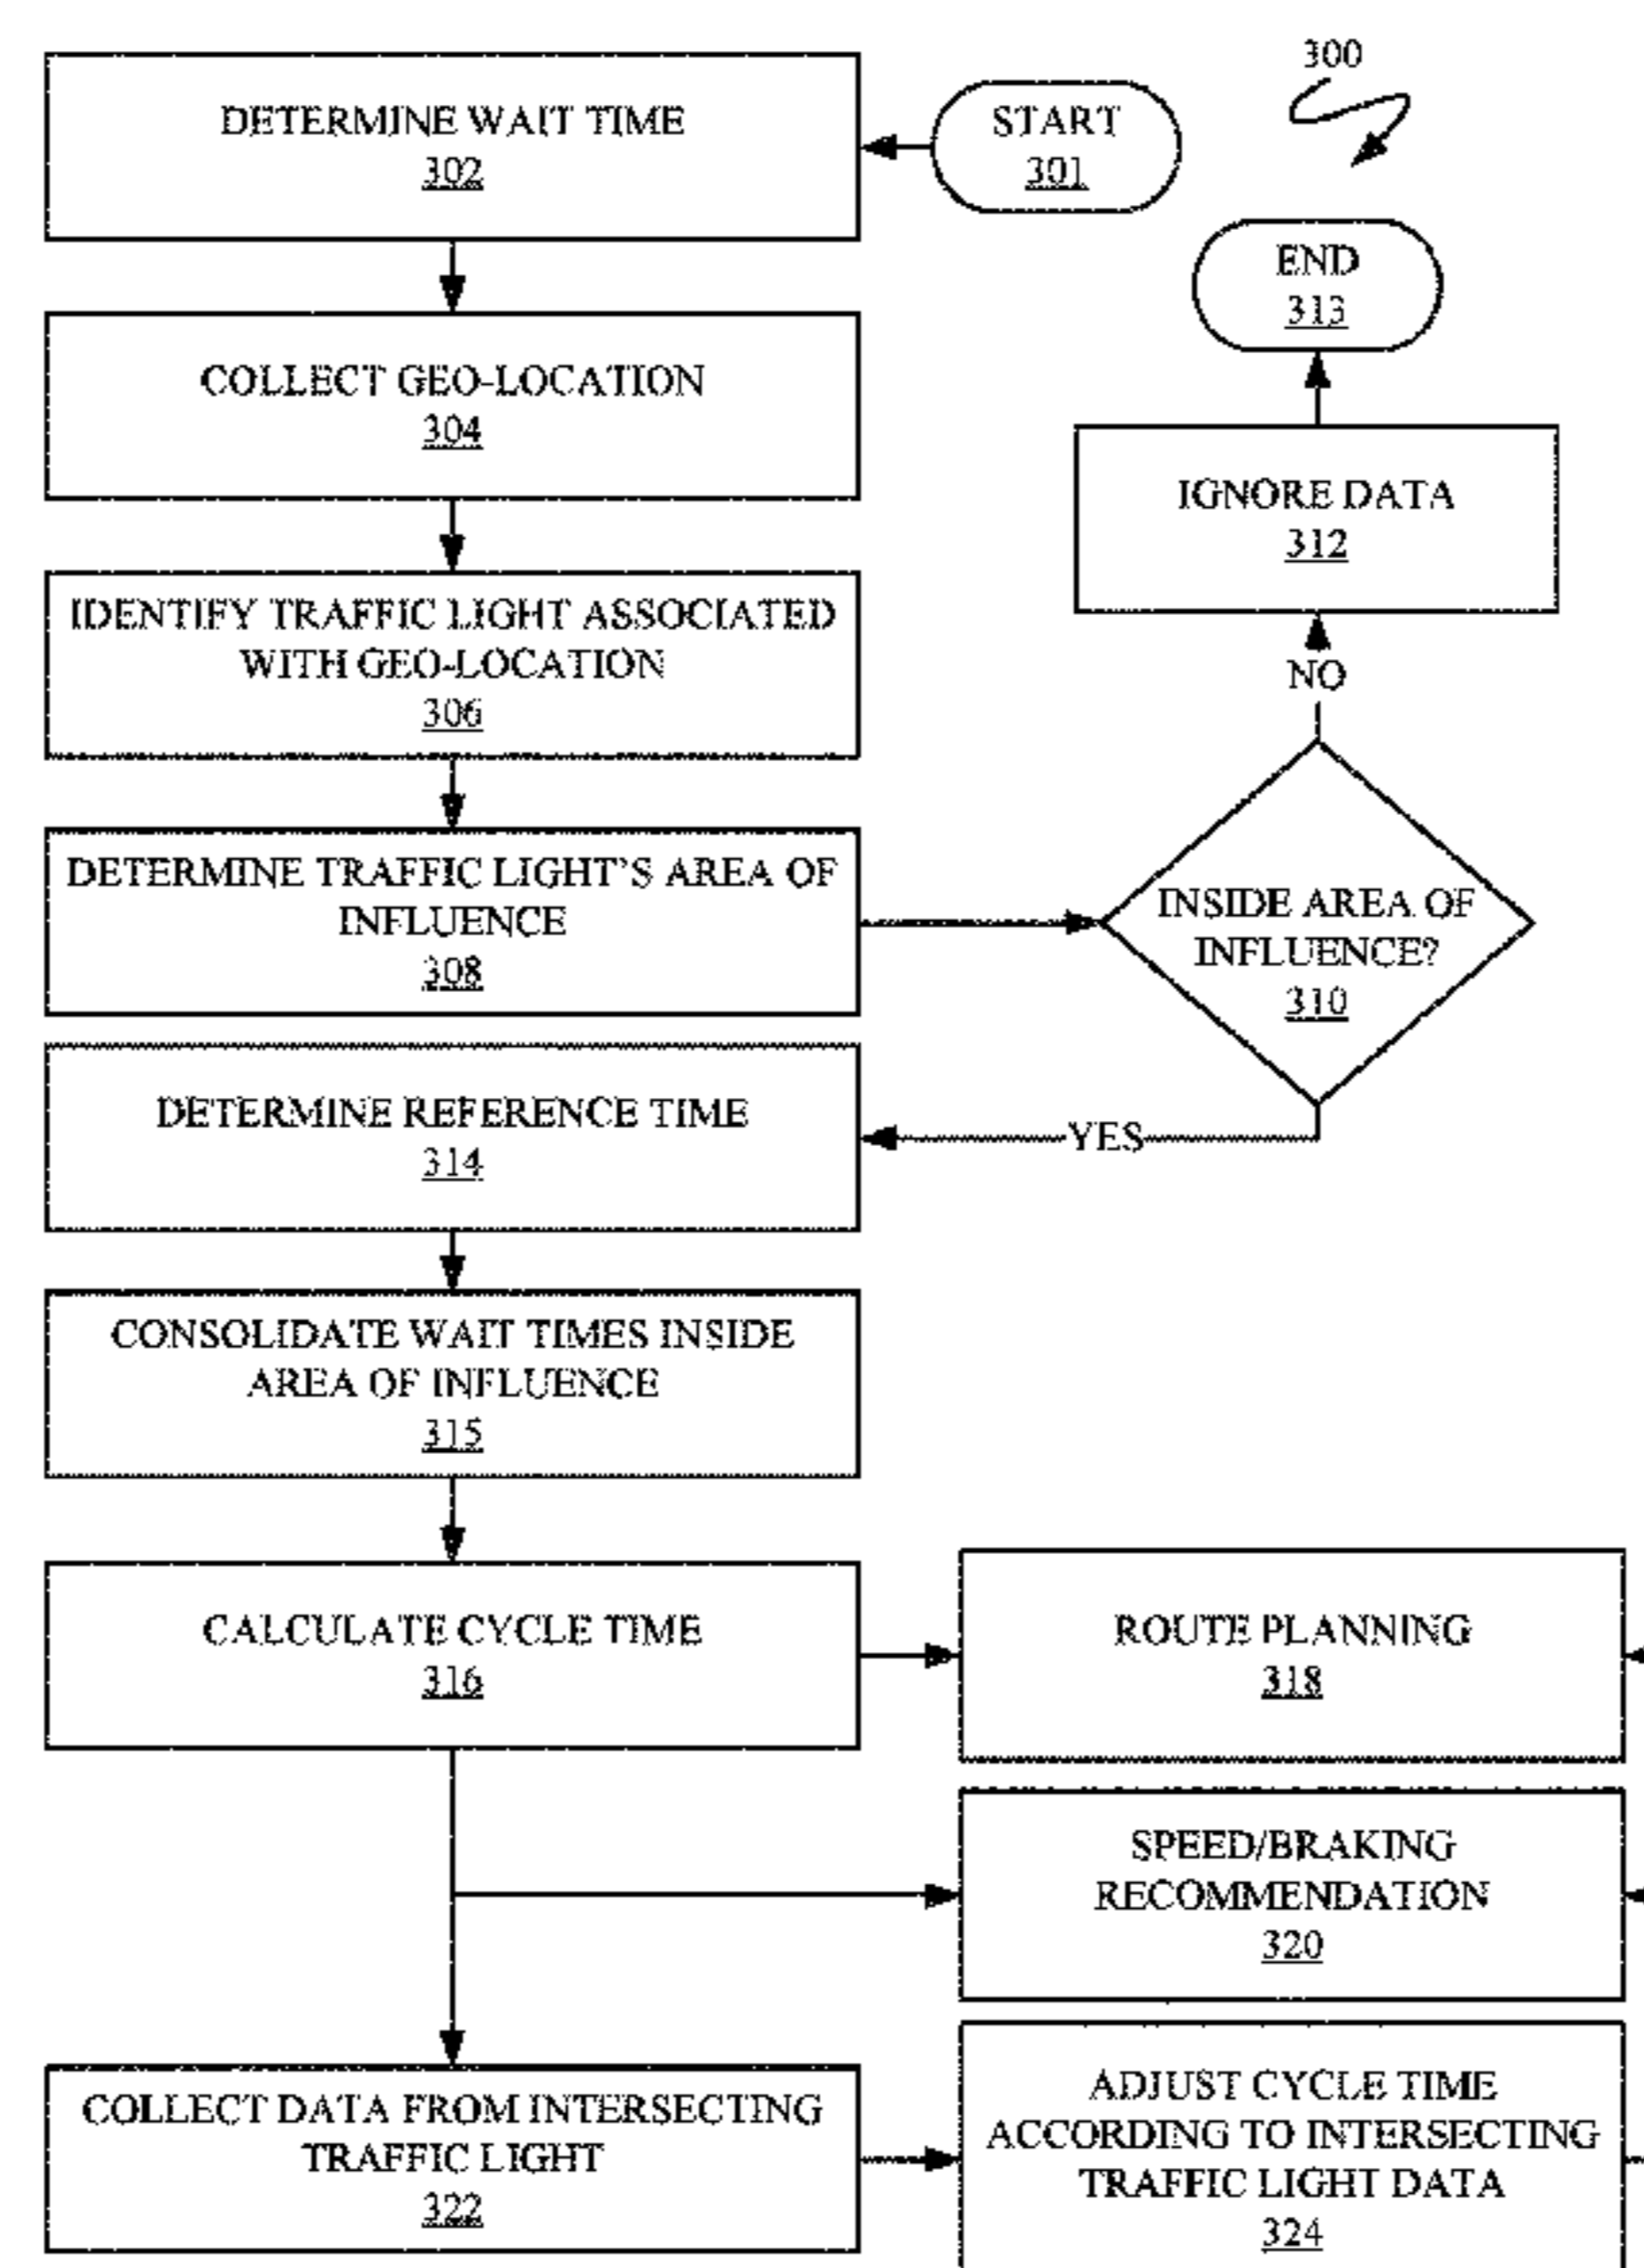 300
START
301
DETERMINE WAIT TIME
302
COLLECT GEO-LOCATION
304
IDENTIFY TRAFFIC LIGHT ASSOCIATED
WITH GEO-LOCATION
306
DETERMINE TRAFFIC LIGHT'S AREA OF
INFLUENCE
308
INSIDE AREA OF
INFLUENCE?
310
NO
IGNORE DATA
312
END
313
YES
DETERMINE REFERENCE TIME
314
CONSOLIDATE WAIT TIMES INSIDE
AREA OF INFLUENCE
315
CALCULATE CYCLE TIME
316
ROUTE PLANNING
318
SPEED/BRAKING
RECOMMENDATION
320
COLLECT DATA FROM INTERSECTING
TRAFFIC LIGHT
322
ADJUST CYCLE TIME
ACCORDING TO INTERSECTING
TRAFFIC LIGHT DATA
324